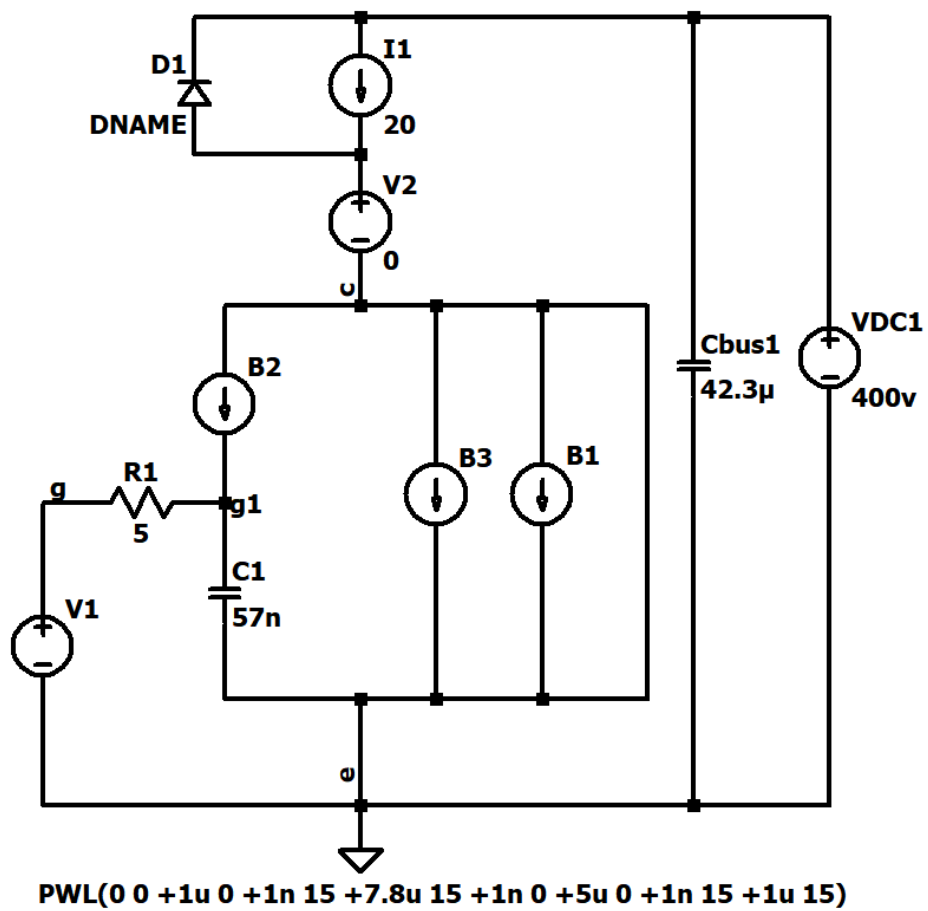 I1
D1
DNAME
20
V2
0
c
B2
VDC1
Cbus1
42.3µ
400v
B3
B1
R1
g
g1
5
C1
57n
V1
e
PWL(0 0 +1u 0 +1n 15 +7.8u 15 +1n 0 +5u 0 +1n 15 +1u 15)